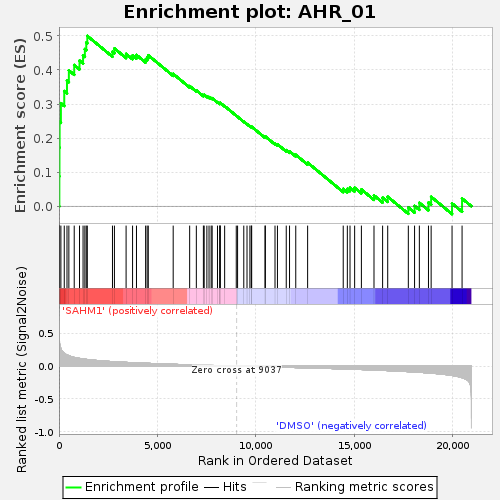 Enrichment plot: AHR_01
Enrichment score (ES)
0.5
0.4
0.3
0.2
0.1
0.0
'SAHM1' (positively correlated)
Ranked list metric (Signal2Noise)
0.5
0.0
-0.5
-1.0
Zero cross at 9037
'DMSO' (negatively correlated)
0 5,000 10,000 15,000 20,000
Rank in Ordered Dataset
Enrichment profile Hits Ranking metric scores